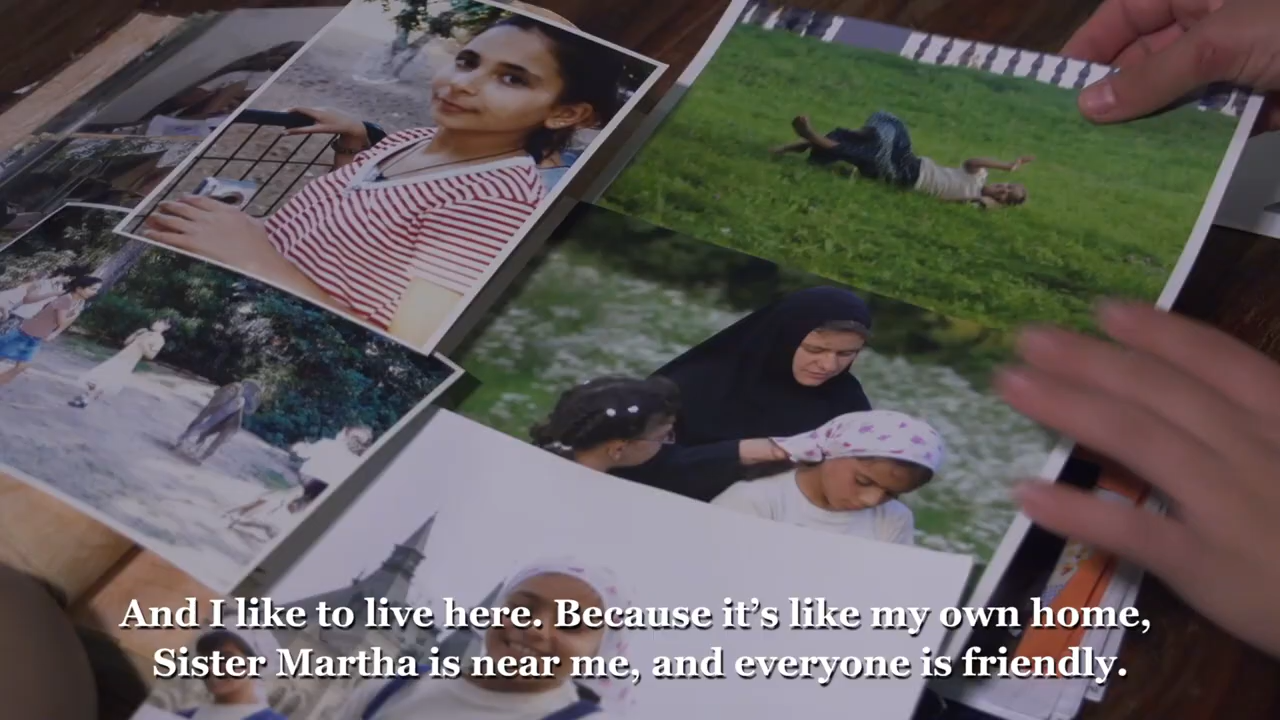 And I like to live here. Because it’s like my own home,
Sister Martha is near me, and everyone is friendly.